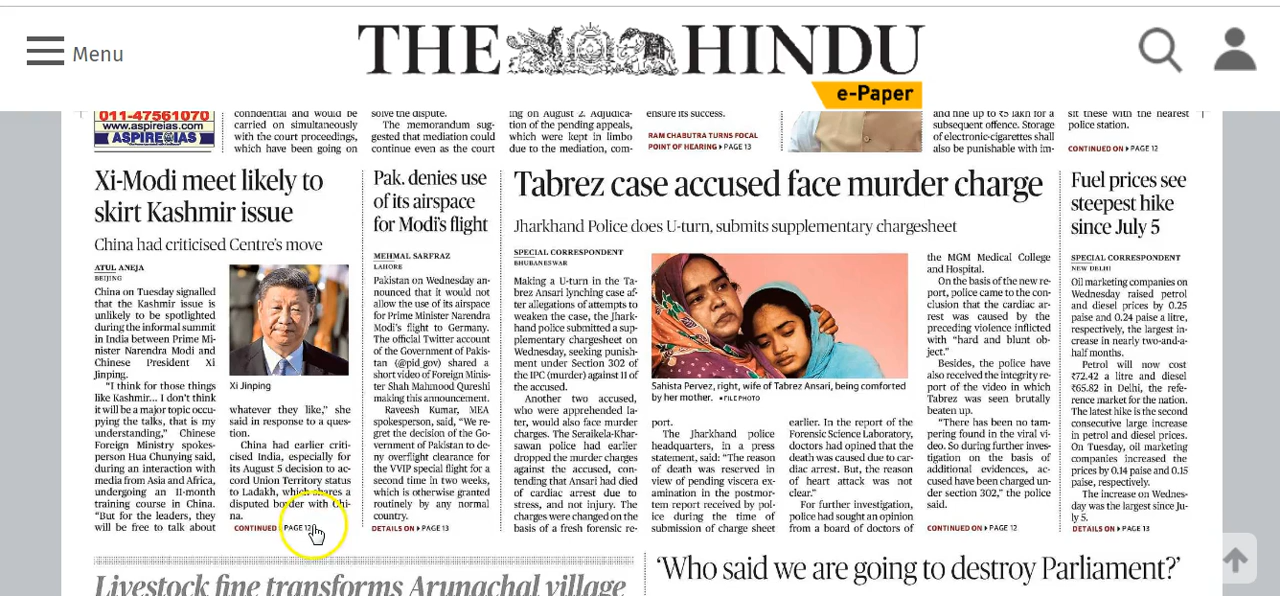 Menu
THE HINDU
e-Paper
011-47561070
www.aspireias.com
ASPIRE IAS
confidential and would be
carried on simultaneously
with the court proceedings,
which have been going on
solve the dispute.
The memorandum sug-
gested that mediation could
continue even as the court
ing on August 2. Adjudica-
tion of the pending appeals,
which were kept in limbo
due to the mediation, com-
ensure its success.
RAM CHABUTRA TURNS FOCAL
POINT OF HEARING PAGE 13
and fine up to ₹5 lakh for a
subsequent offence. Storage
of electronic-cigarettes shall
also be punishable with im-
sit these with the nearest
police station.
CONTINUED ON PAGE 12
Xi-Modi meet likely to
skirt Kashmir issue
China had criticised Centre's move
ATUL ANEJA
BEIJING
China on Tuesday signalled
that the Kashmir issue is
unlikely to be spotlighted
during the informal summit
in India between Prime Mi-
nister Narendra Modi and
Chinese President Xi
Jinping.
"I think for those things
like Kashmir... I don't think
it will be a major topic occu-
pying the talks, that is my
understanding," Chinese
Foreign Ministry spokes-
person Hua Chunying said,
during an interaction with
media from Asia and Africa,
undergoing an 11-month
training course in China.
"But for the leaders, they
will be free to talk about
Xi Jinping
whatever they like," she
said in response to a ques-
tion.
China had earlier criti-
cised India, especially for
its August 5 decision to ac-
cord Union Territory status
to Ladakh, which shares a
disputed border with Chi-
na.
CONTINUED PAGE 12
Pak. denies use
of its airspace
for Modi's flight
MEHMAL SARFRAZ
LAHORE
Pakistan on Wednesday an-
nounced that it would not
allow the use of its airspace
for Prime Minister Narendra
Modi's flight to Germany.
The official Twitter account
of the Government of Pakis-
tan (@pid_gov) shared a
short video of Foreign Minis-
ter Shah Mahmood Qureshi
making this announcement.
Raveesh Kumar, MEA
spokesperson, said, "We re-
gret the decision of the Go-
vernment of Pakistan to de-
ny overflight clearance for
the VVIP special flight for a
second time in two weeks,
which is otherwise granted
routinely by any normal
country.
DETAILS ON PAGE 13
Tabrez case accused face murder charge
Jharkhand Police does U-turn, submits supplementary chargesheet
SPECIAL CORRESPONDENT
BHUBANESWAR
Making a U-turn in the Ta-
brez Ansari lynching case af-
ter allegations of attempts to
weaken the case, the Jhark-
hand police submitted a sup-
plementary chargesheet on
Wednesday, seeking punish-
ment under Section 302 of
the IPC (murder) against 11 of
the accused.
Another two accused,
who were apprehended la-
ter, would also face murder
charges. The Seraikela-Khar-
sawan police had earlier
dropped the murder charges
against the accused, con-
tending that Ansari had died
of cardiac arrest due to
stress, and not injury. The
charges were changed on the
basis of a fresh forensic re-
Sahista Pervez, right, wife of Tabrez Ansari, being comforted
by her mother. FILE PHOTO
port.
The Jharkhand police
headquarters, in a press
statement, said: "The reason
of death was reserved in
view of pending viscera ex-
amination in the postmor-
tem report received by pol-
ice during the time of
submission of charge sheet
earlier. In the report of the
Forensic Science Laboratory,
doctors had opined that the
death was caused due to car-
diac arrest. But, the reason
of heart attack was not
clear."
For further investigation,
police had sought an opinion
from a board of doctors of
the MGM Medical College
and Hospital.
On the basis of the new re-
port, police came to the con-
clusion that the cardiac ar-
rest was caused by the
preceding violence inflicted
with "hard and blunt ob-
ject."
Besides, the police have
also received the integrity re-
port of the video in which
Tabrez was seen brutally
beaten up.
"There has been no tam-
pering found in the viral vi-
deo. So during further inves-
tigation on the basis of
additional evidences, ac-
cused have been charged un-
der section 302," the police
said.
CONTINUED ON PAGE 12
Fuel prices see
steepest hike
since July 5
SPECIAL CORRESPONDENT
NEW DELHI
Oil marketing companies on
Wednesday raised petrol
and diesel prices by 0.25
paise and 0.24 paise a litre,
respectively, the largest in-
crease in nearly two-and-a-
half months.
Petrol will now cost
₹72.42 a litre and diesel
₹65.82 in Delhi, the refe-
rence market for the nation.
The latest hike is the second
consecutive large increase
in petrol and diesel prices.
On Tuesday, oil marketing
companies increased the
prices by 0.14 paise and 0.15
paise, respectively.
The increase on Wednes-
day was the largest since Ju-
ly 5.
DETAILS ON PAGE 13
Livestock fine transforms Arunachal village
'Who said we are going to destroy Parliament?'